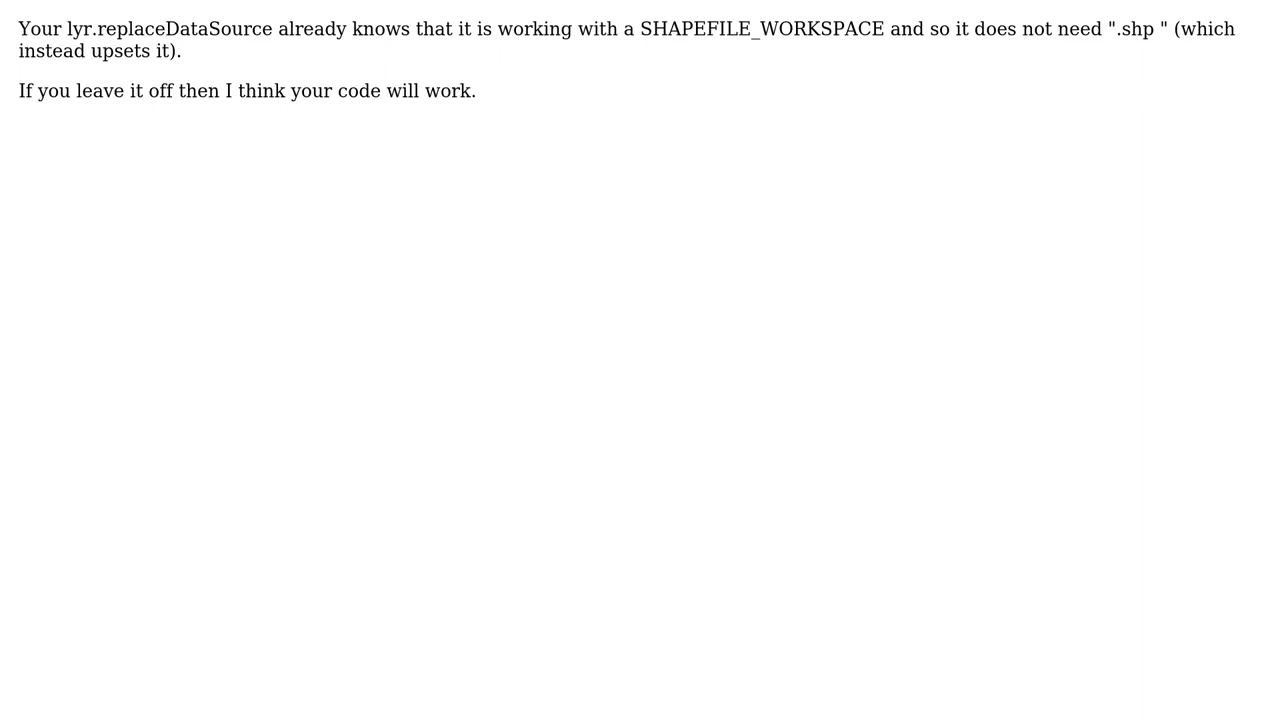 Your lyr.replaceDataSource already knows that it is working with a SHAPEFILE_WORKSPACE and so it does not need ".shp " (which
instead upsets it).
If you leave it off then I think your code will work.